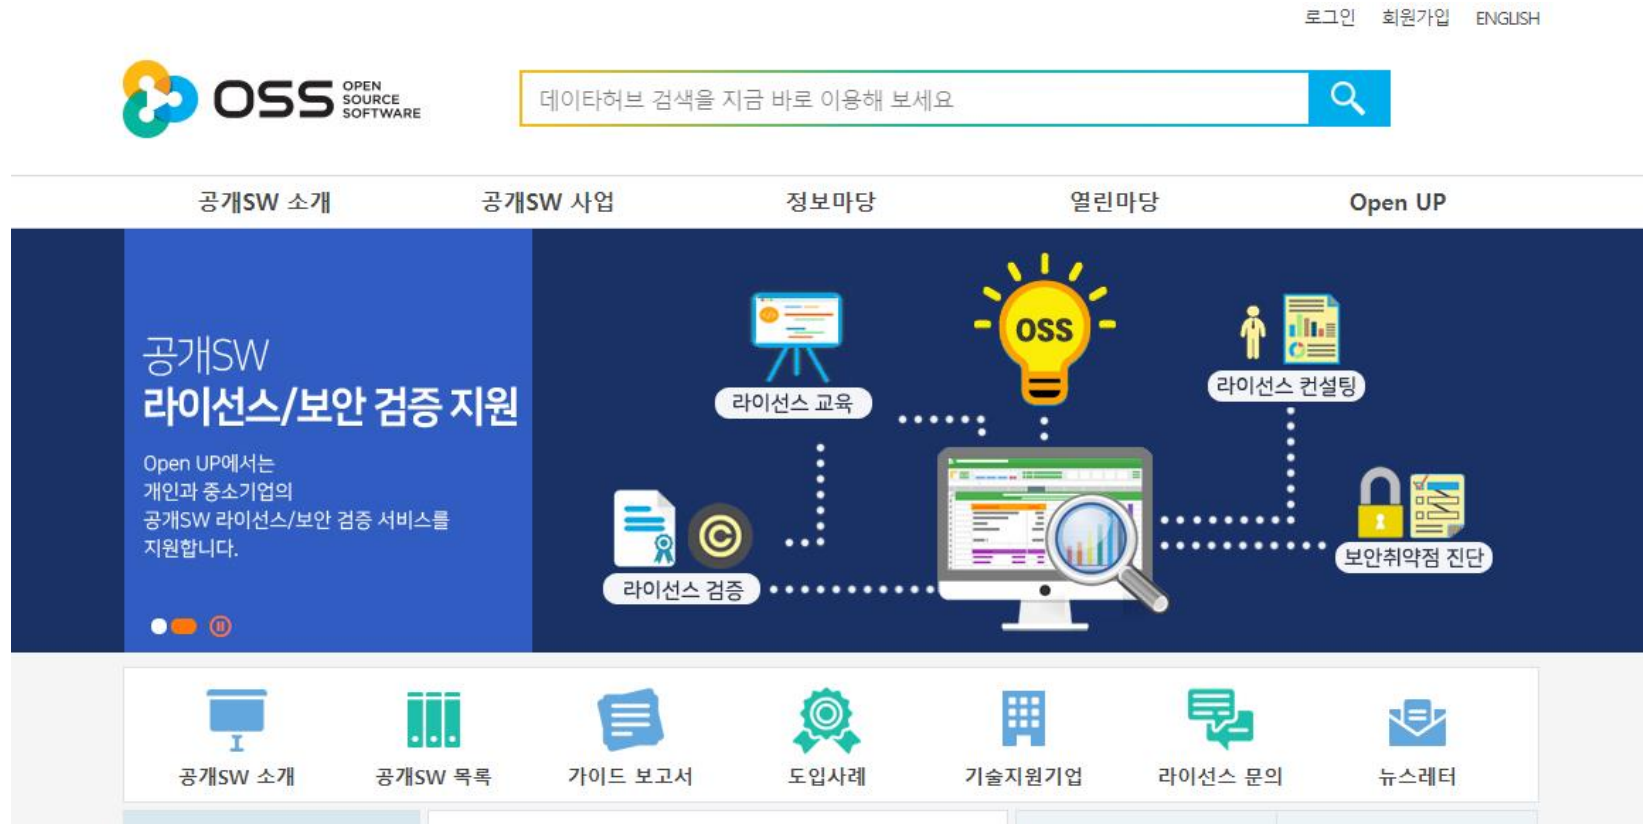 로그인 회원가입 ENGLISH
OSS OPEN
SOURCE
SOFTWARE
데이타허브 검색을 지금 바로 이용해 보세요
공개SW 소개 공개SW 사업 정보마당 열린마당 Open UP
공개SW
라이선스/보안 검증 지원
Open UP에서는
개인과 중소기업의
공개SW 라이선스/보안 검증 서비스를
지원합니다.
OSS
라이선스 교육
라이선스 컨설팅
©
라이선스 검증
보안취약점 진단
공개SW 소개 공개SW 목록 가이드 보고서 도입사례 기술지원기업 라이선스 문의 뉴스레터